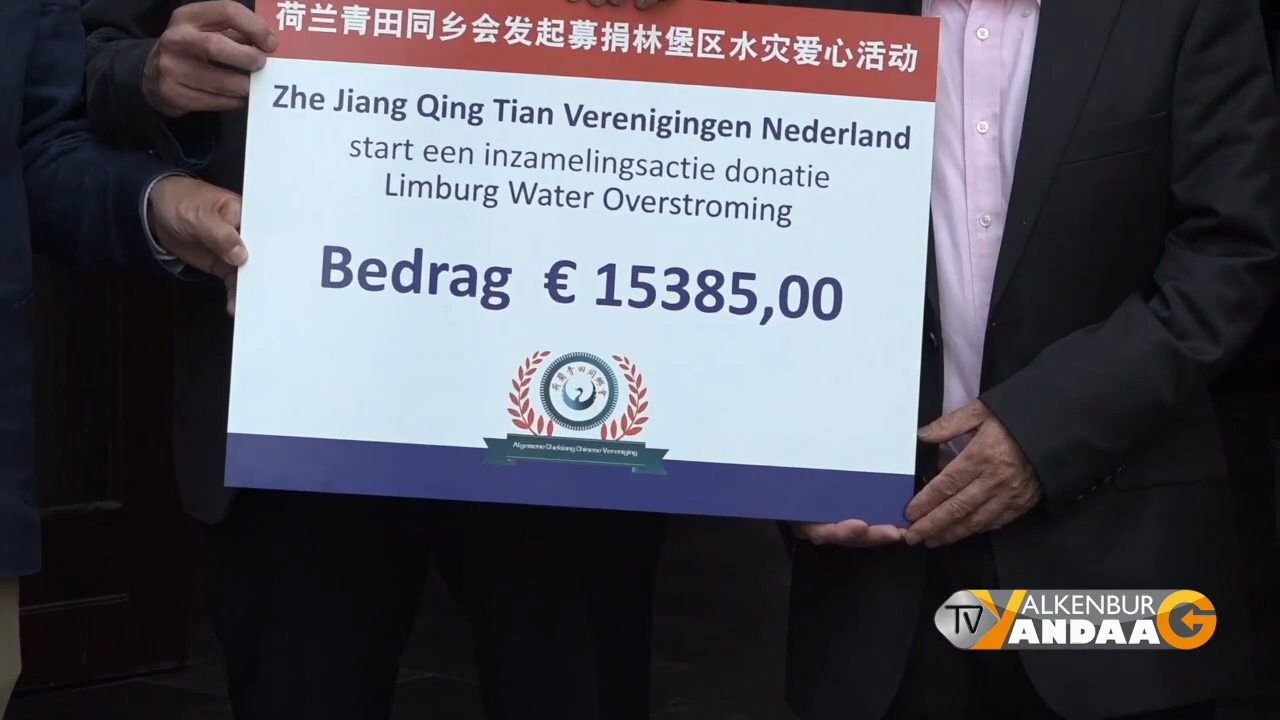 荷兰青田同乡会发起募捐林堡区水灾爱心活动
Zhe Jiang Qing Tian Verenigingen Nederland
start een inzamelingsactie donatie
Limburg Water Overstroming
Bedrag € 15385,00
Algemene Chekiang Chinese Vereniging
TV VALKENBURG
VANDAAG